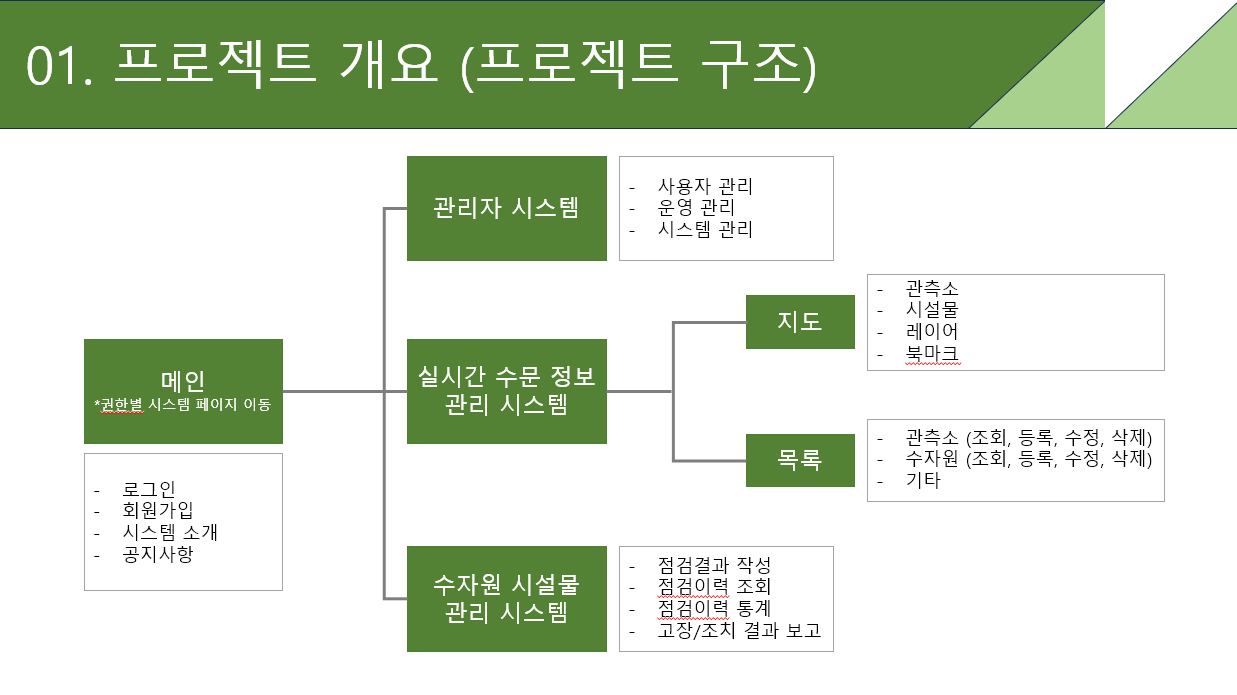 01. 프로젝트 개요 (프로젝트 구조)
메인
*권한별 시스템 페이지 이동
- 로그인
- 회원가입
- 시스템 소개
- 공지사항
관리자 시스템
- 사용자 관리
- 운영 관리
- 시스템 관리
실시간 수문 정보
관리 시스템
지도
- 관측소
- 시설물
- 레이어
- 북마크
목록
- 관측소 (조회, 등록, 수정, 삭제)
- 수자원 (조회, 등록, 수정, 삭제)
- 기타
수자원 시설물
관리 시스템
- 점검결과 작성
- 점검이력 조회
- 점검이력 통계
- 고장/조치 결과 보고